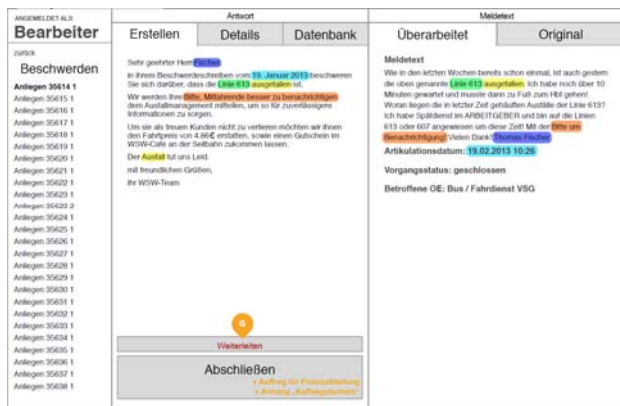 ANGEMELDET ALS
Bearbeiter
zurück
Beschwerden
Anliegen 35614 1
Anliegen 35615 1
Anliegen 35616 1
Anliegen 35617 1
Anliegen 35618 1
Anliegen 35619 1
Anliegen 35620 1
Anliegen 35621 1
Anliegen 35622 1
Anliegen 35623 1
Anliegen 35623 2
Anliegen 35624 1
Anliegen 35625 1
Anliegen 35626 1
Anliegen 35627 1
Anliegen 35628 1
Anliegen 35629 1
Anliegen 35630 1
Anliegen 35631 1
Anliegen 35632 1
Anliegen 35633 1
Anliegen 35634 1
Anliegen 35635 1
Anliegen 35636 1
Anliegen 35637 1
Anliegen 35638 1
Antwort
Erstellen
Details
Datenbank
Sehr geehrter Herr Fischer,
in ihrem Beschwerdeschreiben vom 19. Januar 2013 beschweren
Sie sich darüber, dass die Linie 613 ausgefallen ist.
Wir werden Ihre Bitte, Mitfahrende besser zu benachrichtigen
dem Ausfallmanagement mitteilen, um so für zuverlässigere
Informationen zu sorgen.
Um sie als treuen Kunden nicht zu verlieren möchten wir ihnen
den Fahrtpreis von 4.86€ erstatten, sowie einen Gutschein im
WSW-Café an der Seilbahn zukommen lassen.
Der Ausfall tut uns Leid.
mit freundlichen Grüßen,
Ihr WSW-Team
G
Weiterleiten
Abschließen
+ Auftrag für Finanzabteilung
+ Anhang „Kaffeegutschein“
Meldetext
Überarbeitet
Original
Meldetext
Wie in den letzten Wochen bereits schon einmal, ist auch gestern
die oben genannte Linie 613 ausgefallen. Ich habe noch über 10
Minuten gewartet und musste dann zu Fuß zum Hbf gehen!
Woran liegen die in letzter Zeit gehäuften Ausfälle der Linie 613?
Ich habe Spätdienst im ARBEITGEBER und bin auf die Linien
613 oder 607 angewiesen um diese Zeit! Mit der Bitte um
Benachrichtigung! Vielen Dank! Thomas Fischer
Artikulationsdatum: 19.02.2013 10:26
Vorgangsstatus: geschlossen
Betroffene OE: Bus / Fahrdienst VSG